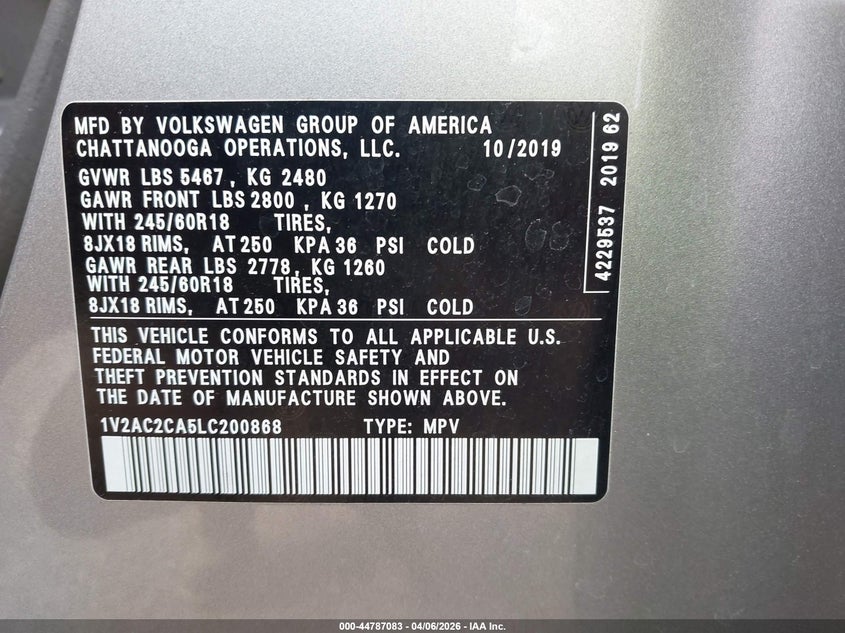 MFD BY VOLKSWAGEN GROUP OF AMERICA
CHATTANOOGA OPERATIONS, LLC. 10/2019
GVWR LBS 5467, KG 2480
GAWR FRONT LBS 2800, KG 1270
WITH 245/60R18 TIRES,
8JX18 RIMS, AT 250 KPA 36 PSI COLD
GAWR REAR LBS 2778, KG 1260
WITH 245/60R18 TIRES,
8JX18 RIMS, AT 250 KPA 36 PSI COLD
THIS VEHICLE CONFORMS TO ALL APPLICABLE U.S.
FEDERAL MOTOR VEHICLE SAFETY AND
THEFT PREVENTION STANDARDS IN EFFECT ON
THE DATE OF MANUFACTURE SHOWN ABOVE.
1V2AC2CA5LC200868 TYPE: MPV
4229537 2019 62
000-44787083 - 04/06/2026 - IAA Inc.